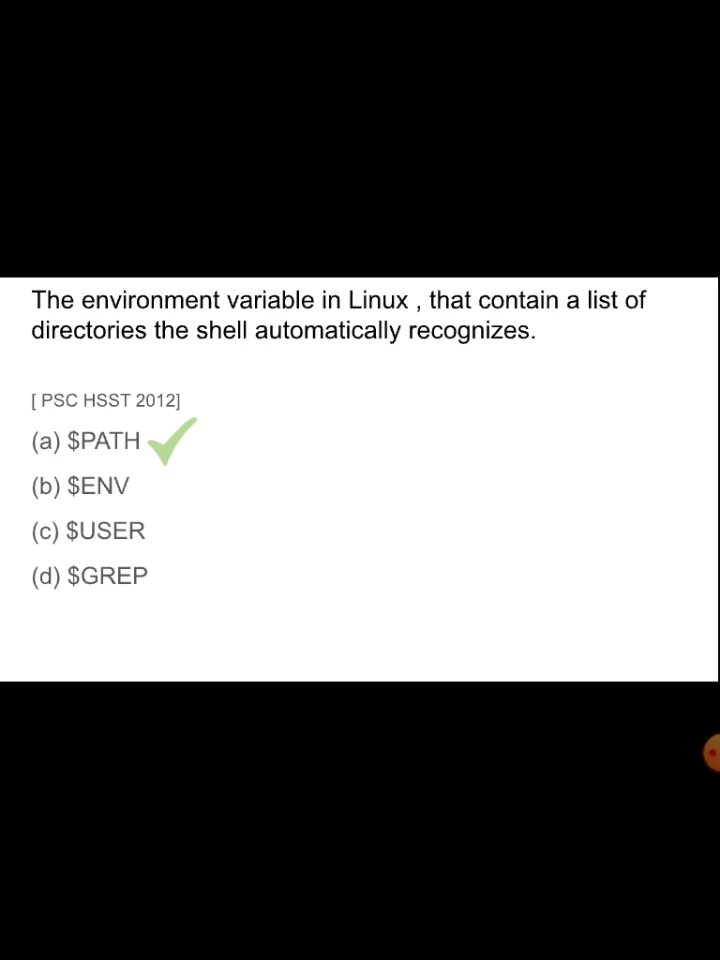 The environment variable in Linux , that contain a list of
directories the shell automatically recognizes.
[ PSC HSST 2012]
(a) $PATH
(b) $ENV
(c) $USER
(d) $GREP